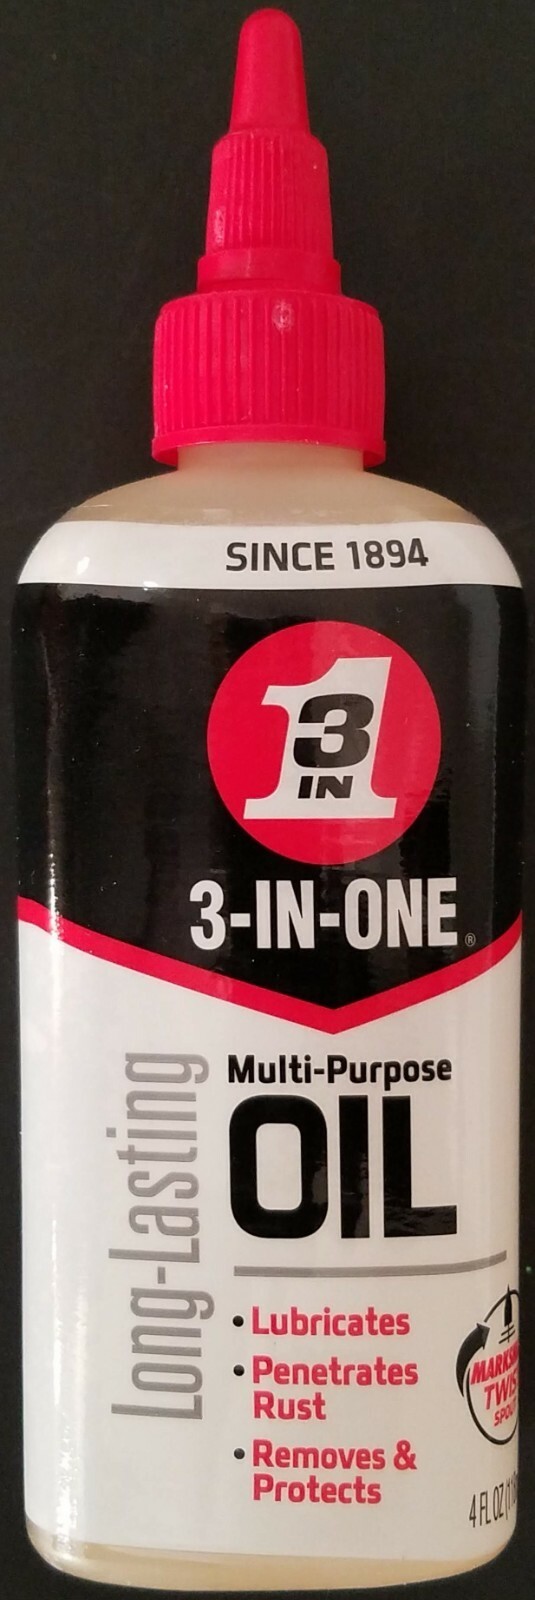 SINCE 1894
3
IN
1
3-IN-ONE®
Long-Lasting
Multi-Purpose
OIL
• Lubricates
• Penetrates
Rust
• Removes &
Protects
4 FL OZ